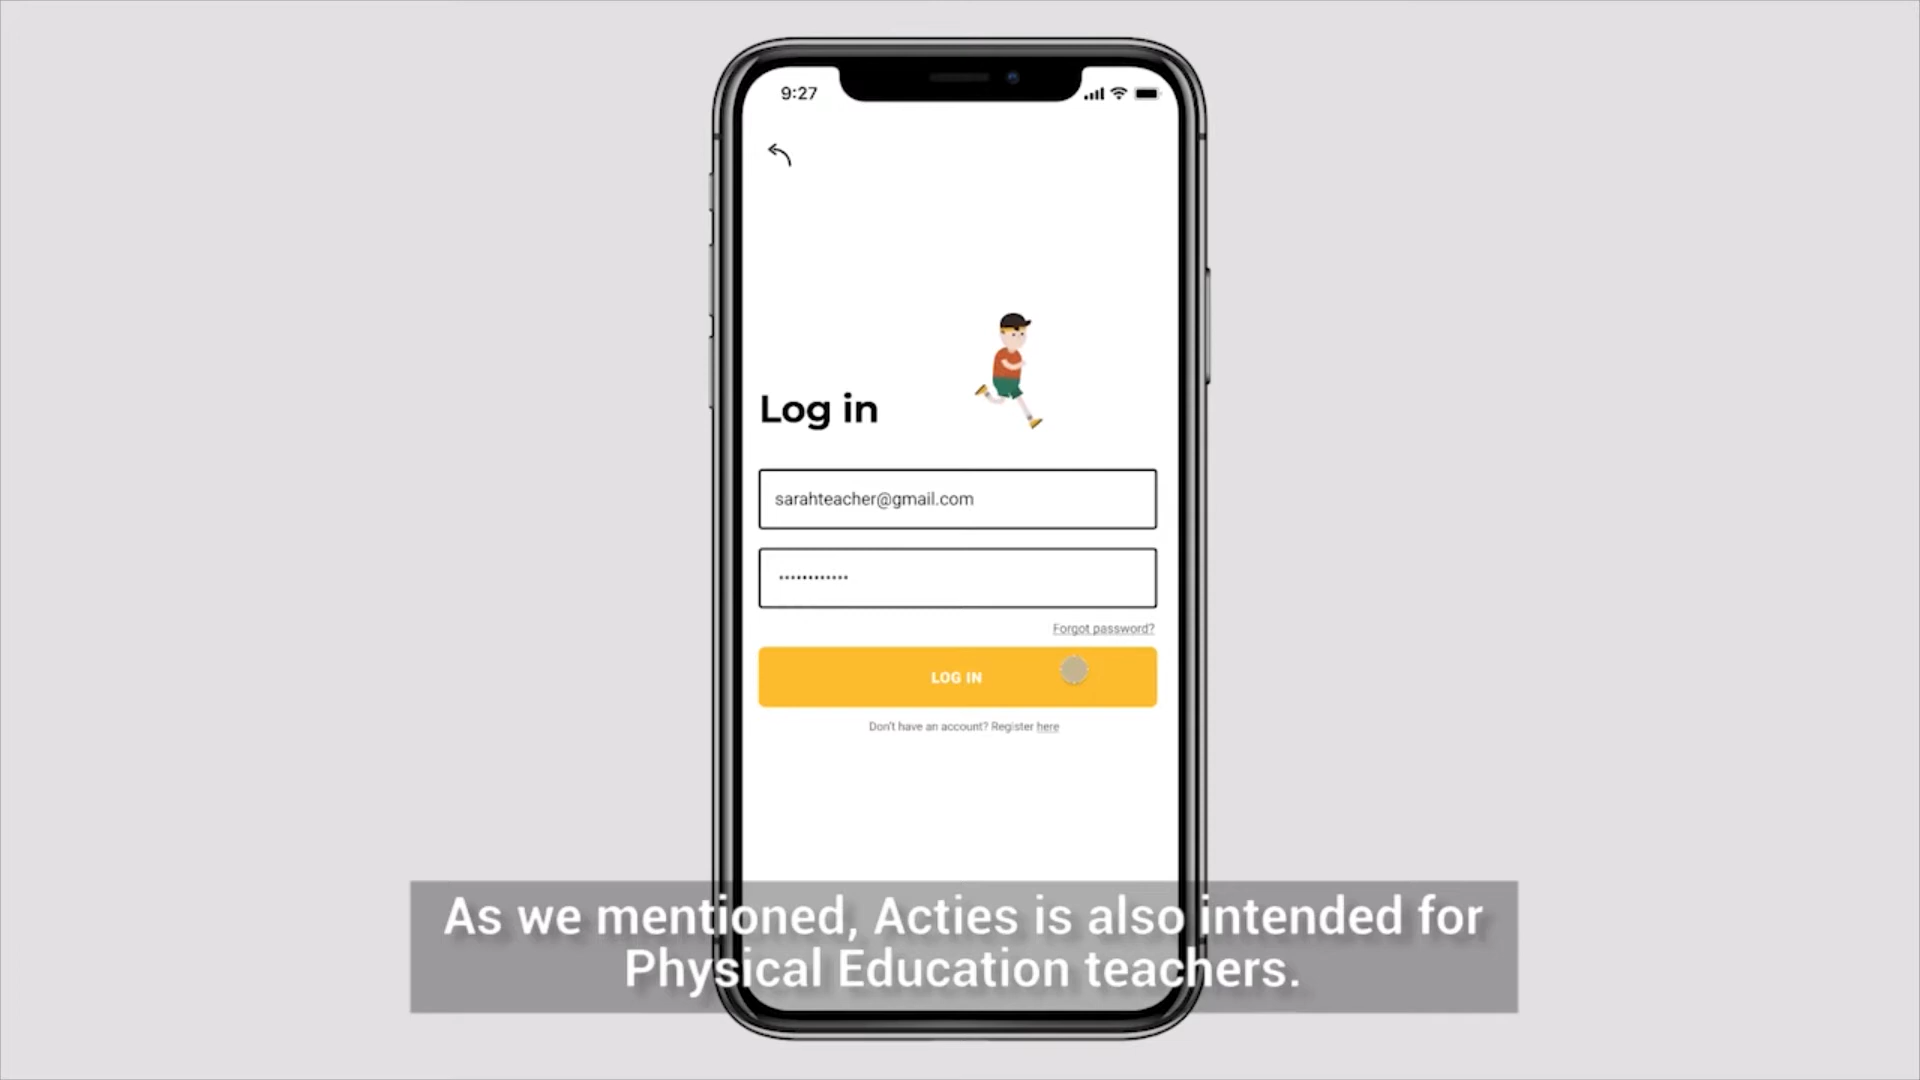 9:27
Log in
sarahteacher@gmail.com
••••••••••••
Forgot password?
LOG IN
Don't have an account? Register here
As we mentioned, Acties is also intended for
Physical Education teachers.